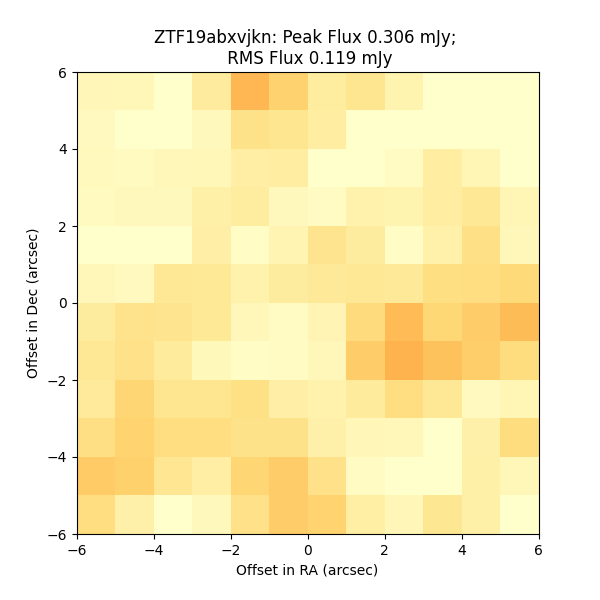 ZTF19abxvjkn: Peak Flux 0.306 mJy;
RMS Flux 0.119 mJy
6
4
2
0
−2
−4
−6
Offset in Dec (arcsec)
−6 −4 −2 0 2 4 6
Offset in RA (arcsec)